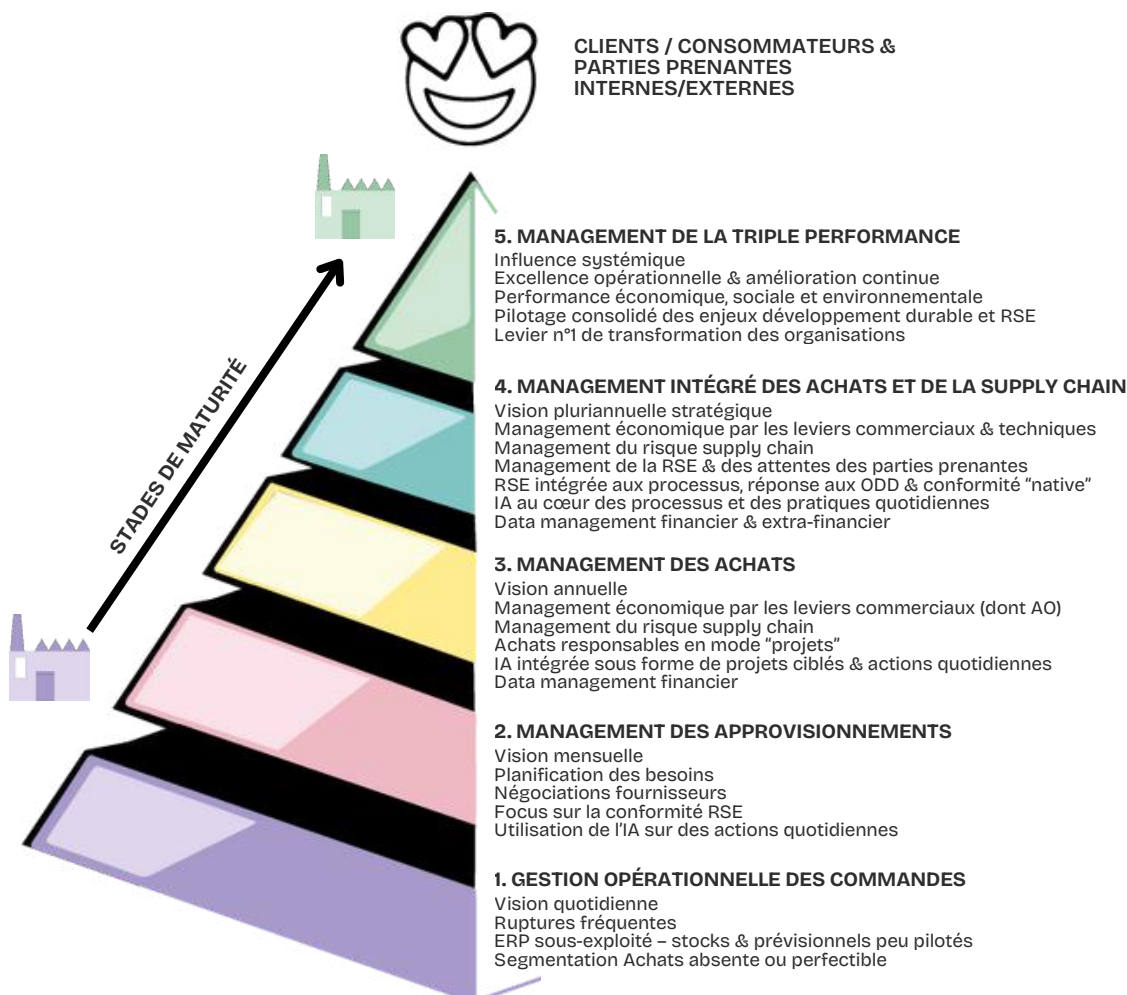 CLIENTS / CONSOMMATEURS &
PARTIES PRENANTES
INTERNES/EXTERNES
STADES DE MATURITÉ
5. MANAGEMENT DE LA TRIPLE PERFORMANCE
Influence systémique
Excellence opérationnelle & amélioration continue
Performance économique, sociale et environnementale
Pilotage consolidé des enjeux développement durable et RSE
Levier n°1 de transformation des organisations
4. MANAGEMENT INTÉGRÉ DES ACHATS ET DE LA SUPPLY CHAIN
Vision pluriannuelle stratégique
Management économique par les leviers commerciaux & techniques
Management du risque supply chain
Management de la RSE & des attentes des parties prenantes
RSE intégrée aux processus, réponse aux ODD & conformité “native”
IA au cœur des processus et des pratiques quotidiennes
Data management financier & extra-financier
3. MANAGEMENT DES ACHATS
Vision annuelle
Management économique par les leviers commerciaux (dont AO)
Management du risque supply chain
Achats responsables en mode “projets”
IA intégrée sous forme de projets ciblés & actions quotidiennes
Data management financier
2. MANAGEMENT DES APPROVISIONNEMENTS
Vision mensuelle
Planification des besoins
Négociations fournisseurs
Focus sur la conformité RSE
Utilisation de l’IA sur des actions quotidiennes
1. GESTION OPÉRATIONNELLE DES COMMANDES
Vision quotidienne
Ruptures fréquentes
ERP sous-exploité – stocks & prévisionnels peu pilotés
Segmentation Achats absente ou perfectible